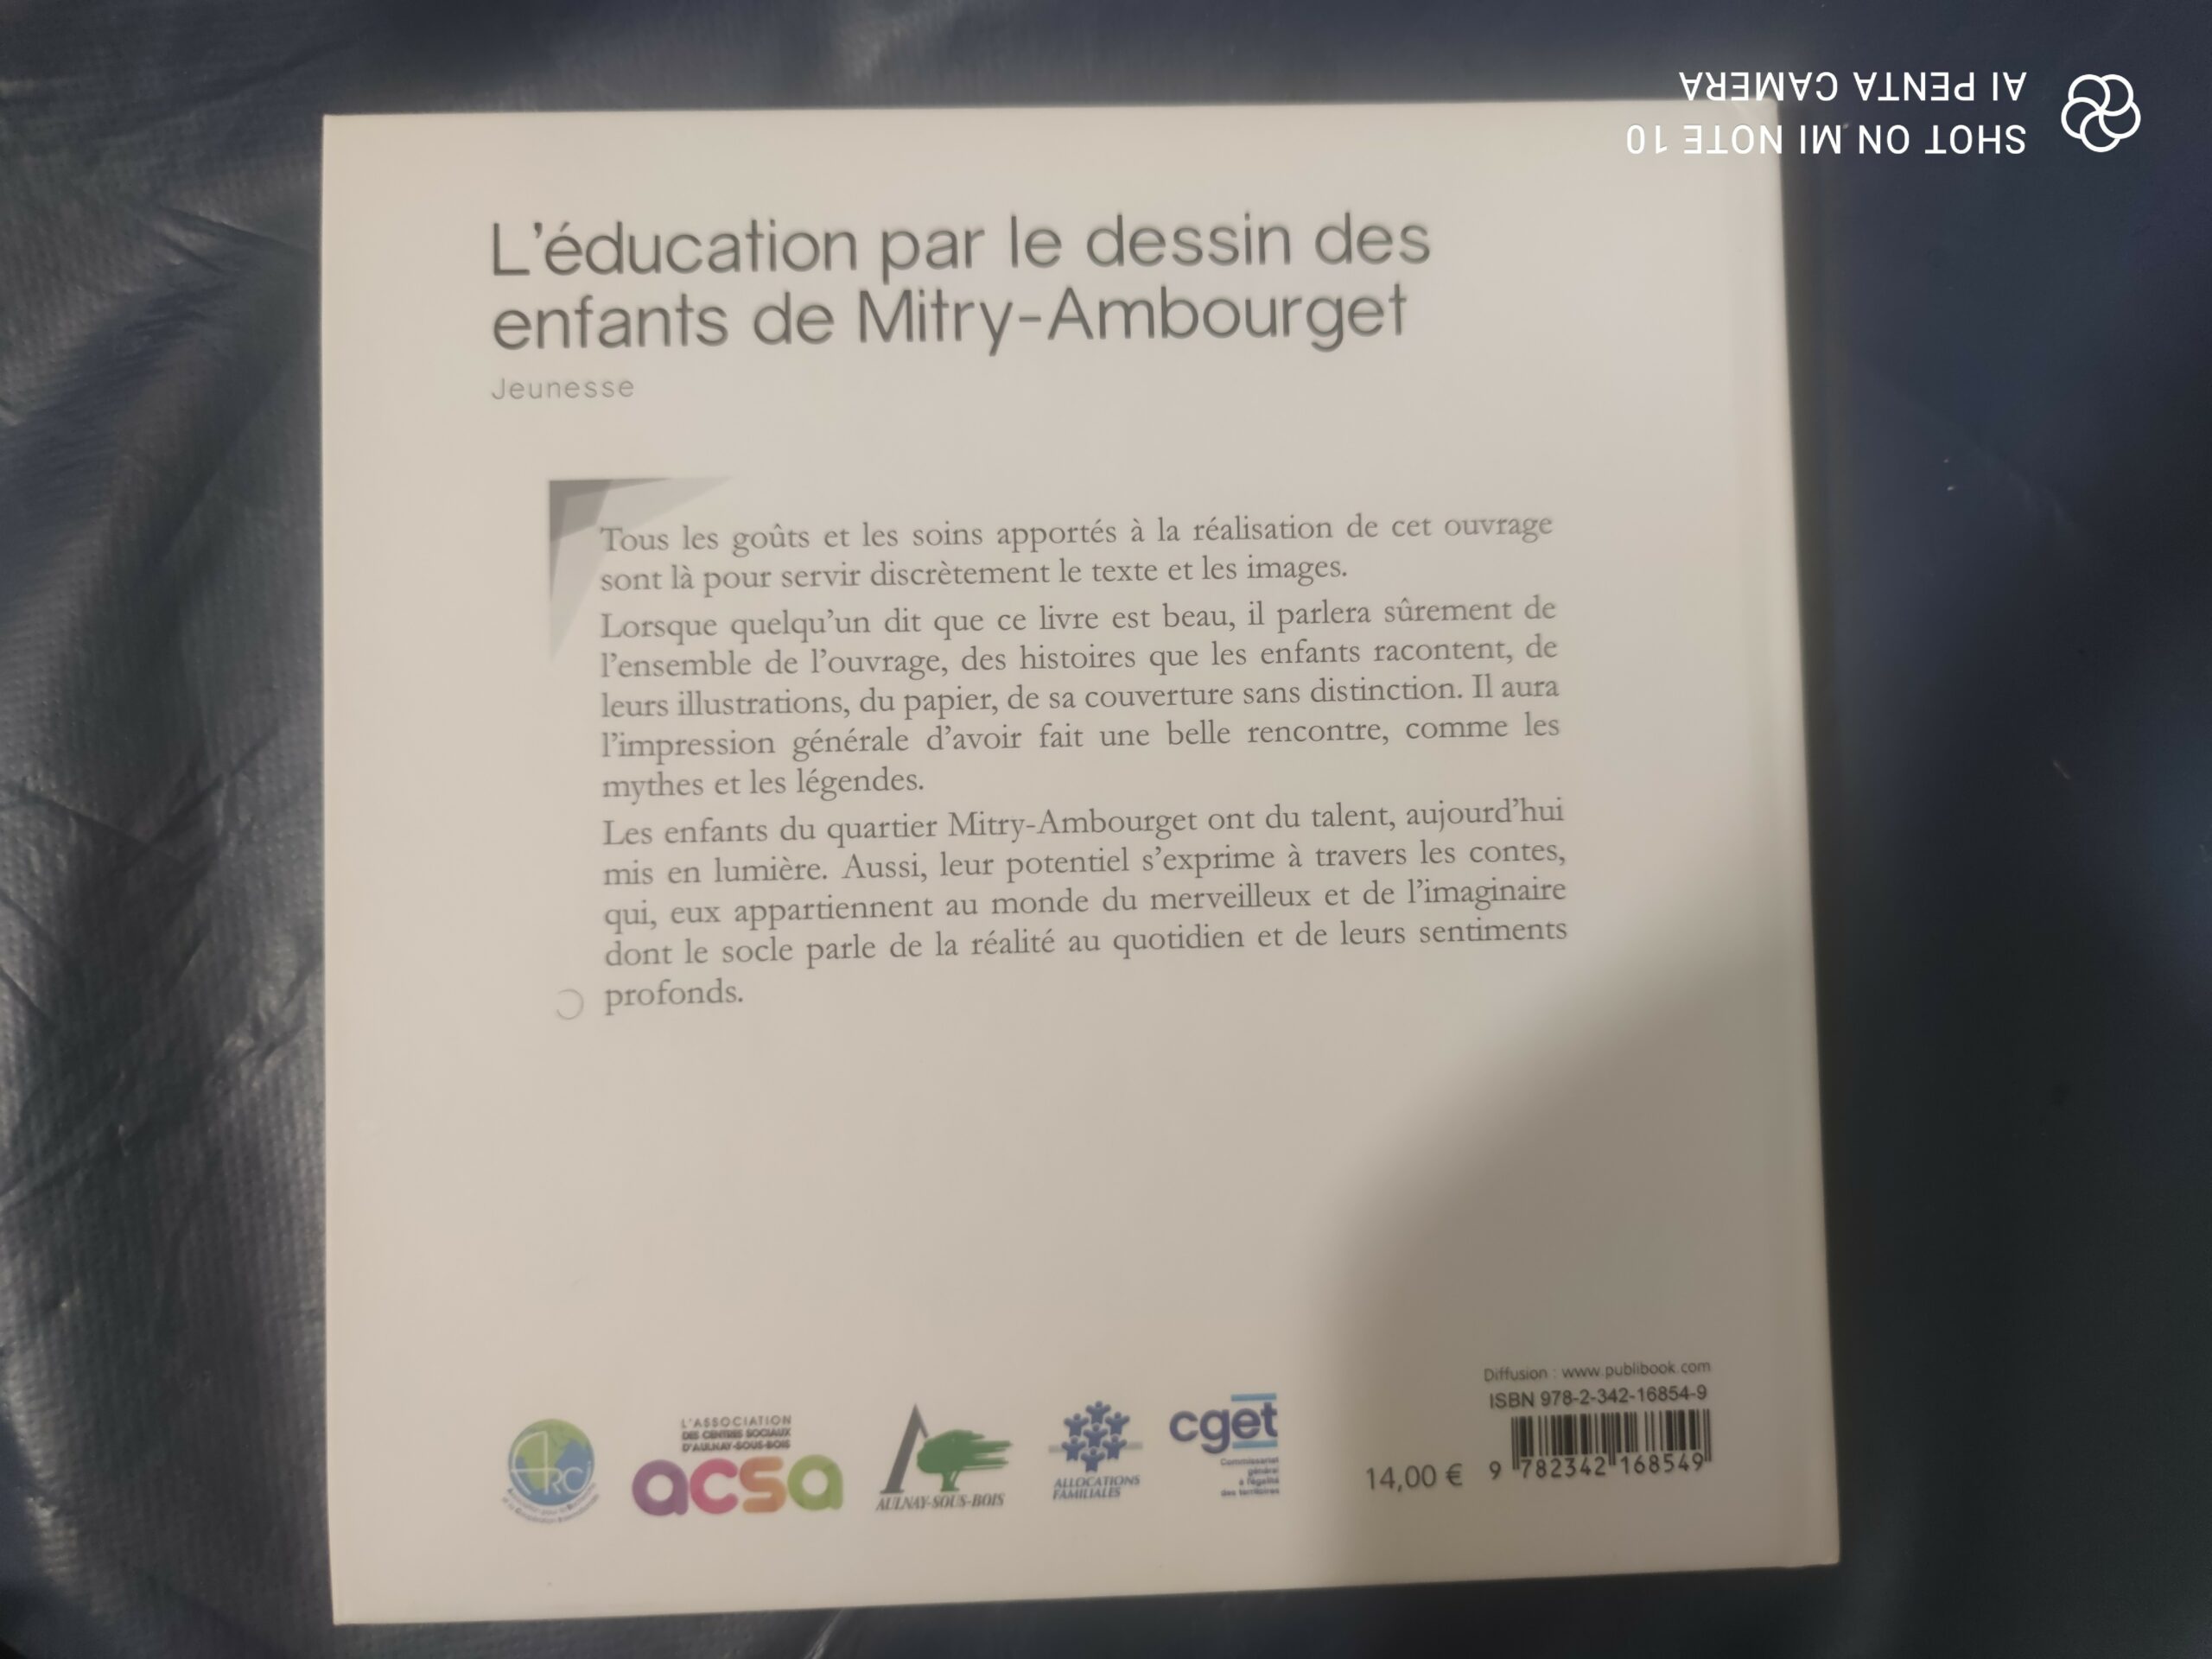 AI PENTA CAMERA
SHOT ON MI NOTE 10
L'éducation par le dessin des
enfants de Mitry-Ambourget
Jeunesse
Tous les goûts et les soins apportés à la réalisation de cet ouvrage
sont là pour servir discrètement le texte et les images.
Lorsque quelqu'un dit que ce livre est beau, il parlera sûrement de
l'ensemble de l'ouvrage, des histoires que les enfants racontent, de
leurs illustrations, du papier, de sa couverture sans distinction. Il aura
l'impression générale d'avoir fait une belle rencontre, comme les
mythes et les légendes.
Les enfants du quartier Mitry-Ambourget ont du talent, aujourd'hui
mis en lumière. Aussi, leur potentiel s'exprime à travers les contes,
qui, eux appartiennent au monde du merveilleux et de l'imaginaire
dont le socle parle de la réalité au quotidien et de leurs sentiments
profonds.
ARCI
L'ASSOCIATION
DES CENTRES SOCIAUX
D'AULNAY-SOUS-BOIS
acsa
AULNAY-SOUS-BOIS
ALLOCATIONS
FAMILIALES
cget
Commissariat
général
à l'égalité
des territoires
14,00 €
Diffusion : www.publibook.com
ISBN 978-2-342-16854-9
9 782342 168549